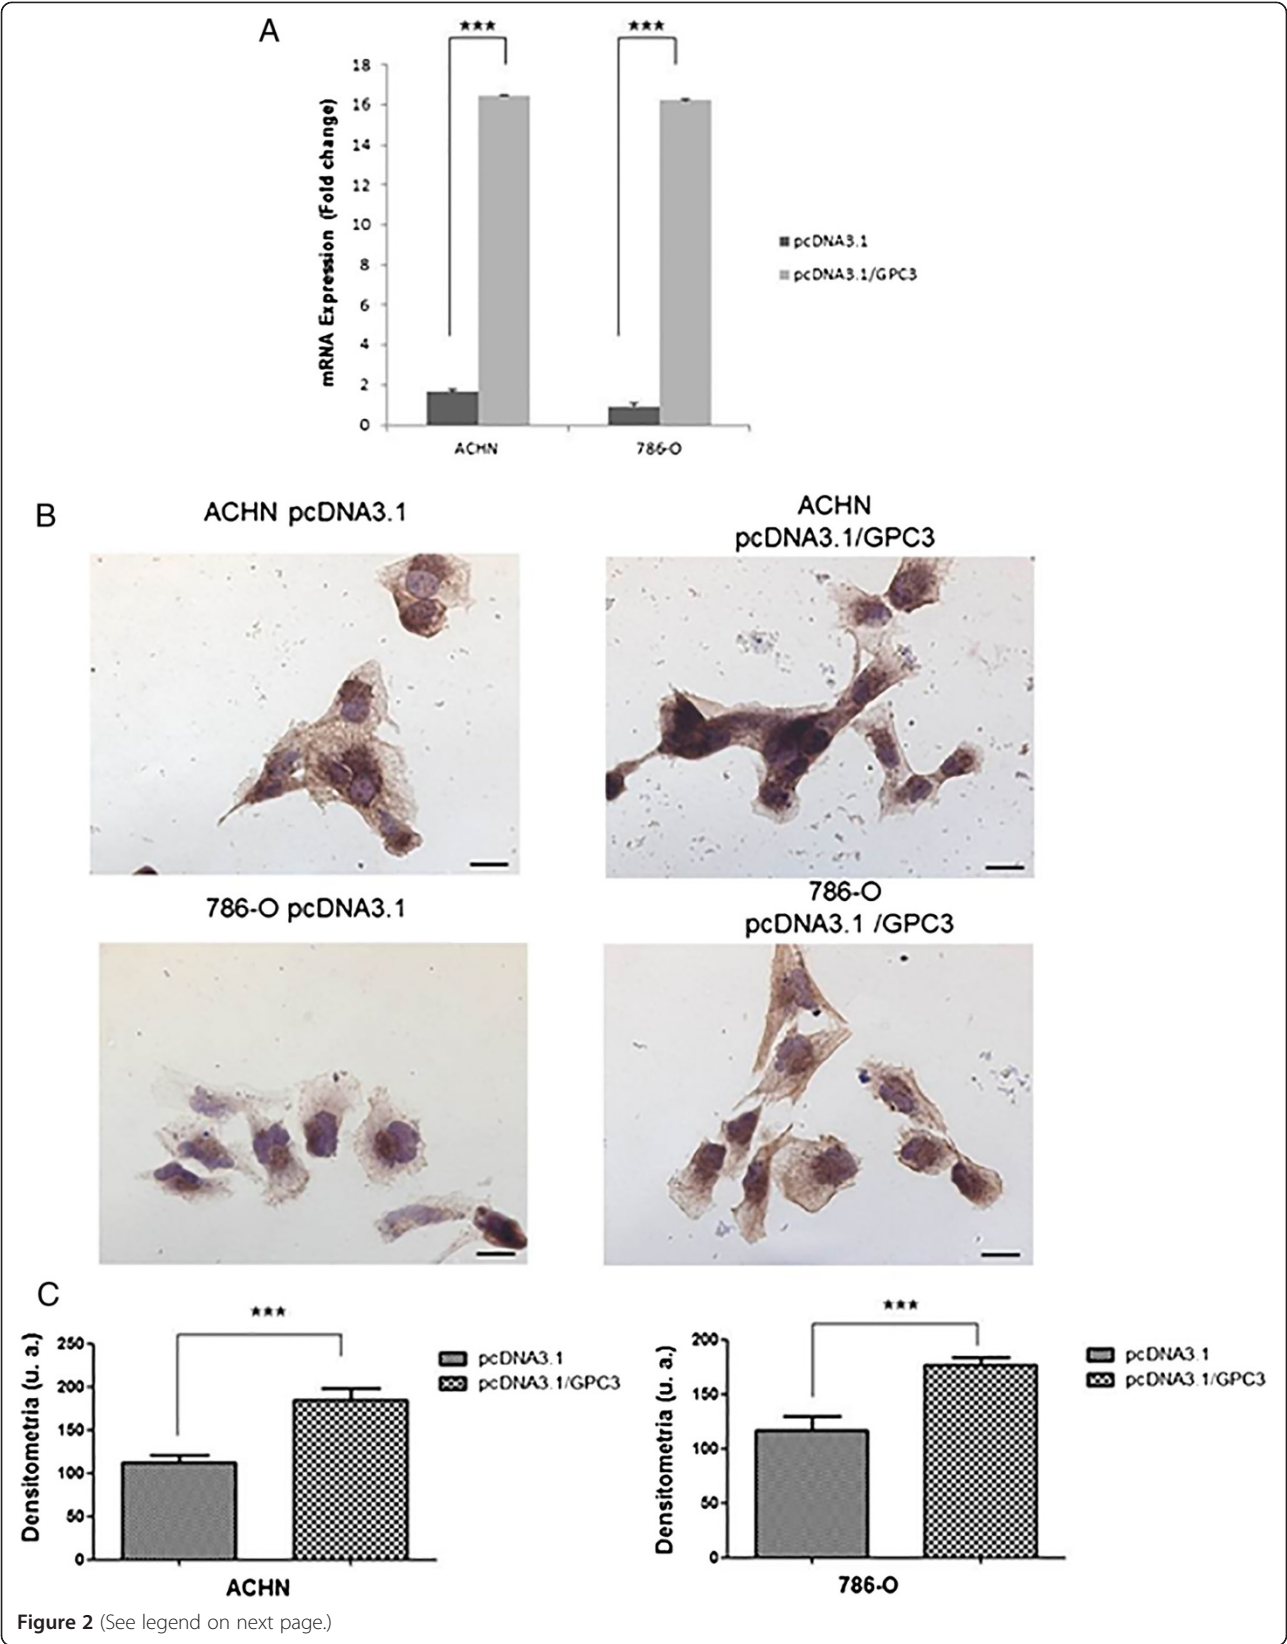 A
★★★ ★★★
18
16
14
12
10
8
6
4
2
0
mRNA Expression (Fold change)
ACHN 786-O
pcDNA3.1
pcDNA3.1/GPC3
B
ACHN pcDNA3.1
ACHN
pcDNA3.1/GPC3
786-O pcDNA3.1
786-O
pcDNA3.1 /GPC3
C
★★★
250
200
150
100
50
0
Densitometria (u. a.)
pcDNA3.1
pcDNA3.1/GPC3
ACHN
★★★
200
150
100
50
0
Densitometria (u. a.)
pcDNA3.1
pcDNA3.1/GPC3
786-O
Figure 2 (See legend on next page.)